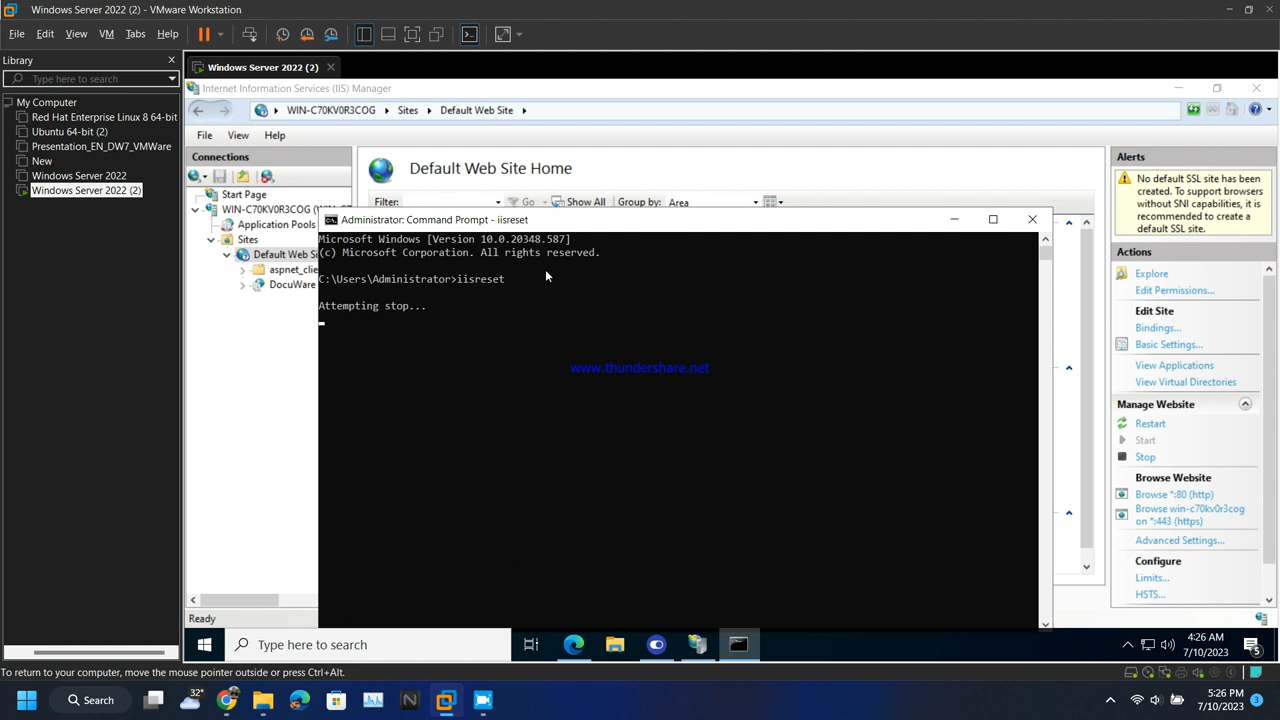 Windows Server 2022 (2) - VMware Workstation
File Edit View VM Tabs Help
Library
Type here to search
My Computer
Red Hat Enterprise Linux 8 64-bit
Ubuntu 64-bit (2)
Presentation_EN_DW7_VMWare
New
Windows Server 2022
Windows Server 2022 (2)
Windows Server 2022 (2)
Internet Information Services (IIS) Manager
WIN-C70KV0R3COG Sites Default Web Site
File View Help
Connections
Start Page
WIN-C70KV0R3COG (
Application Pools
Sites
Default Web Si
aspnet_clie
DocuWare
Ready
Default Web Site Home
Filter: Go Show All Group by: Area
Administrator: Command Prompt - iisreset
Microsoft Windows [Version 10.0.20348.587]
(c) Microsoft Corporation. All rights reserved.
C:\Users\Administrator>iisreset
Attempting stop...
www.thundershare.net
Alerts
No default SSL site has been
created. To support browsers
without SNI capabilities, it is
recommended to create a
default SSL site.
Actions
Explore
Edit Permissions...
Edit Site
Bindings...
Basic Settings...
View Applications
View Virtual Directories
Manage Website
Restart
Start
Stop
Browse Website
Browse *:80 (http)
Browse win-c70kv0r3cog
on *:443 (https)
Advanced Settings...
Configure
Limits...
HSTS...
Type here to search
4:26 AM
7/10/2023
5
To return to your computer, move the mouse pointer outside or press Ctrl+Alt.
Search
32°
5:26 PM
7/10/2023
3